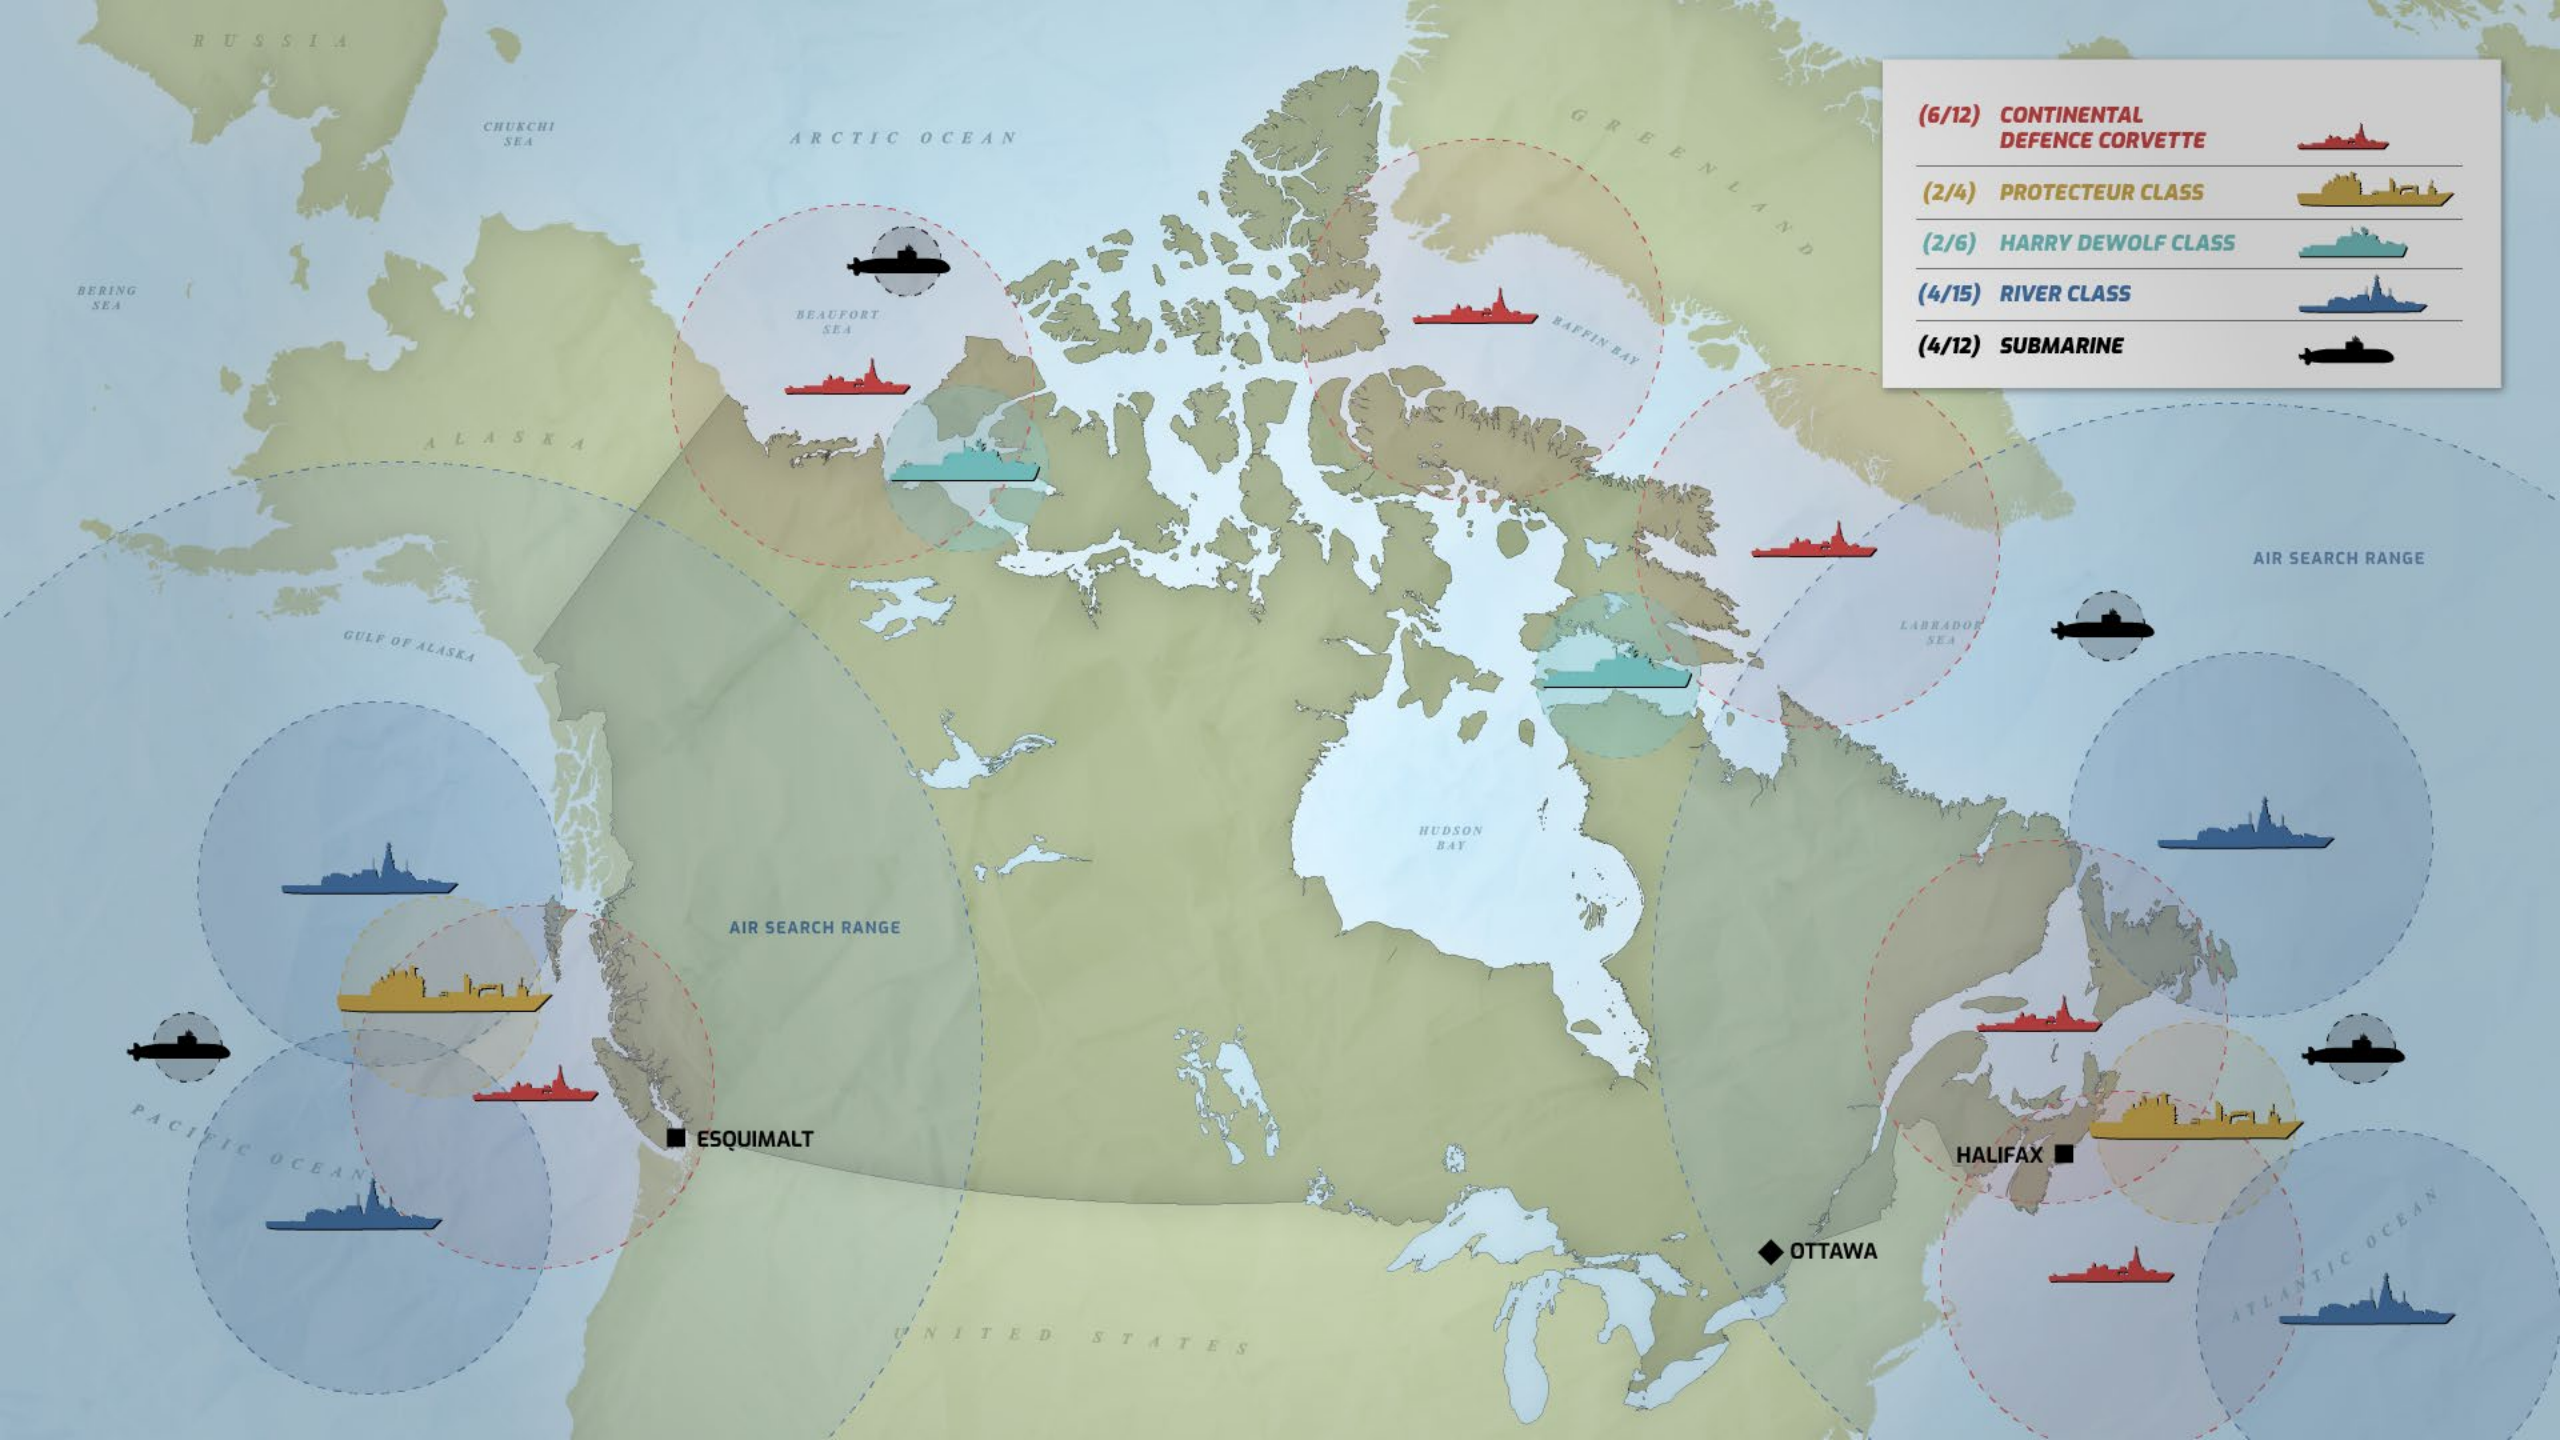 RUSSIA
CHUKCHI
SEA
ARCTIC OCEAN
GREENLAND
(6/12) CONTINENTAL
DEFENCE CORVETTE
(2/4) PROTECTEUR CLASS
(2/6) HARRY DEWOLF CLASS
(4/15) RIVER CLASS
(4/12) SUBMARINE
BERING
SEA
BEAUFORT
SEA
BAFFIN BAY
ALASKA
AIR SEARCH RANGE
GULF OF ALASKA
LABRADOR
SEA
HUDSON
BAY
AIR SEARCH RANGE
PACIFIC OCEAN
ESQUIMALT
HALIFAX
OTTAWA
ATLANTIC OCEAN
UNITED STATES